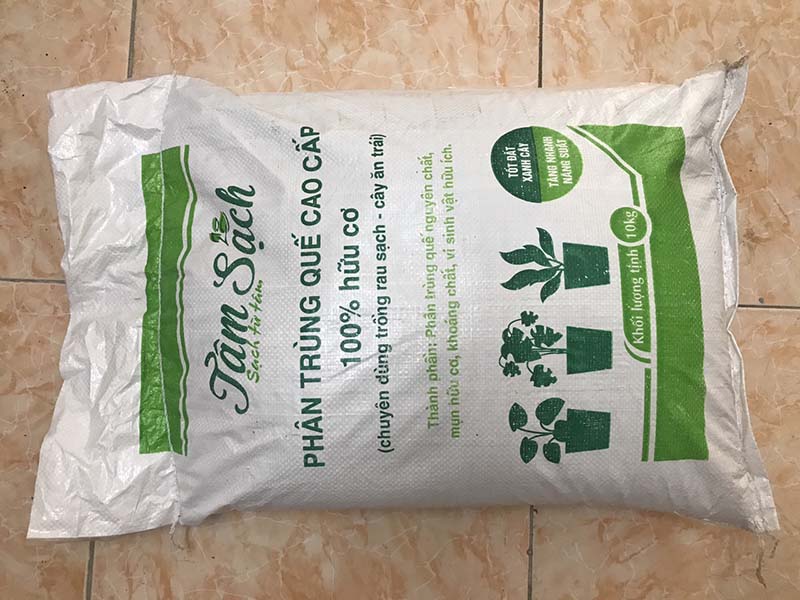 Tâm Sạch
Sạch từ tâm
PHÂN TRÙNG QUẾ CAO CẤP
100% hữu cơ
(chuyên dùng trồng rau sạch - cây ăn trái)
Thành phần: Phân trùng quế nguyên chất,
mụn hữu cơ, khoáng chất, vi sinh vật hữu ích.
TỐT ĐẤT
XANH CÂY
TĂNG NHANH
NĂNG SUẤT
Khối lượng tịnh 10kg